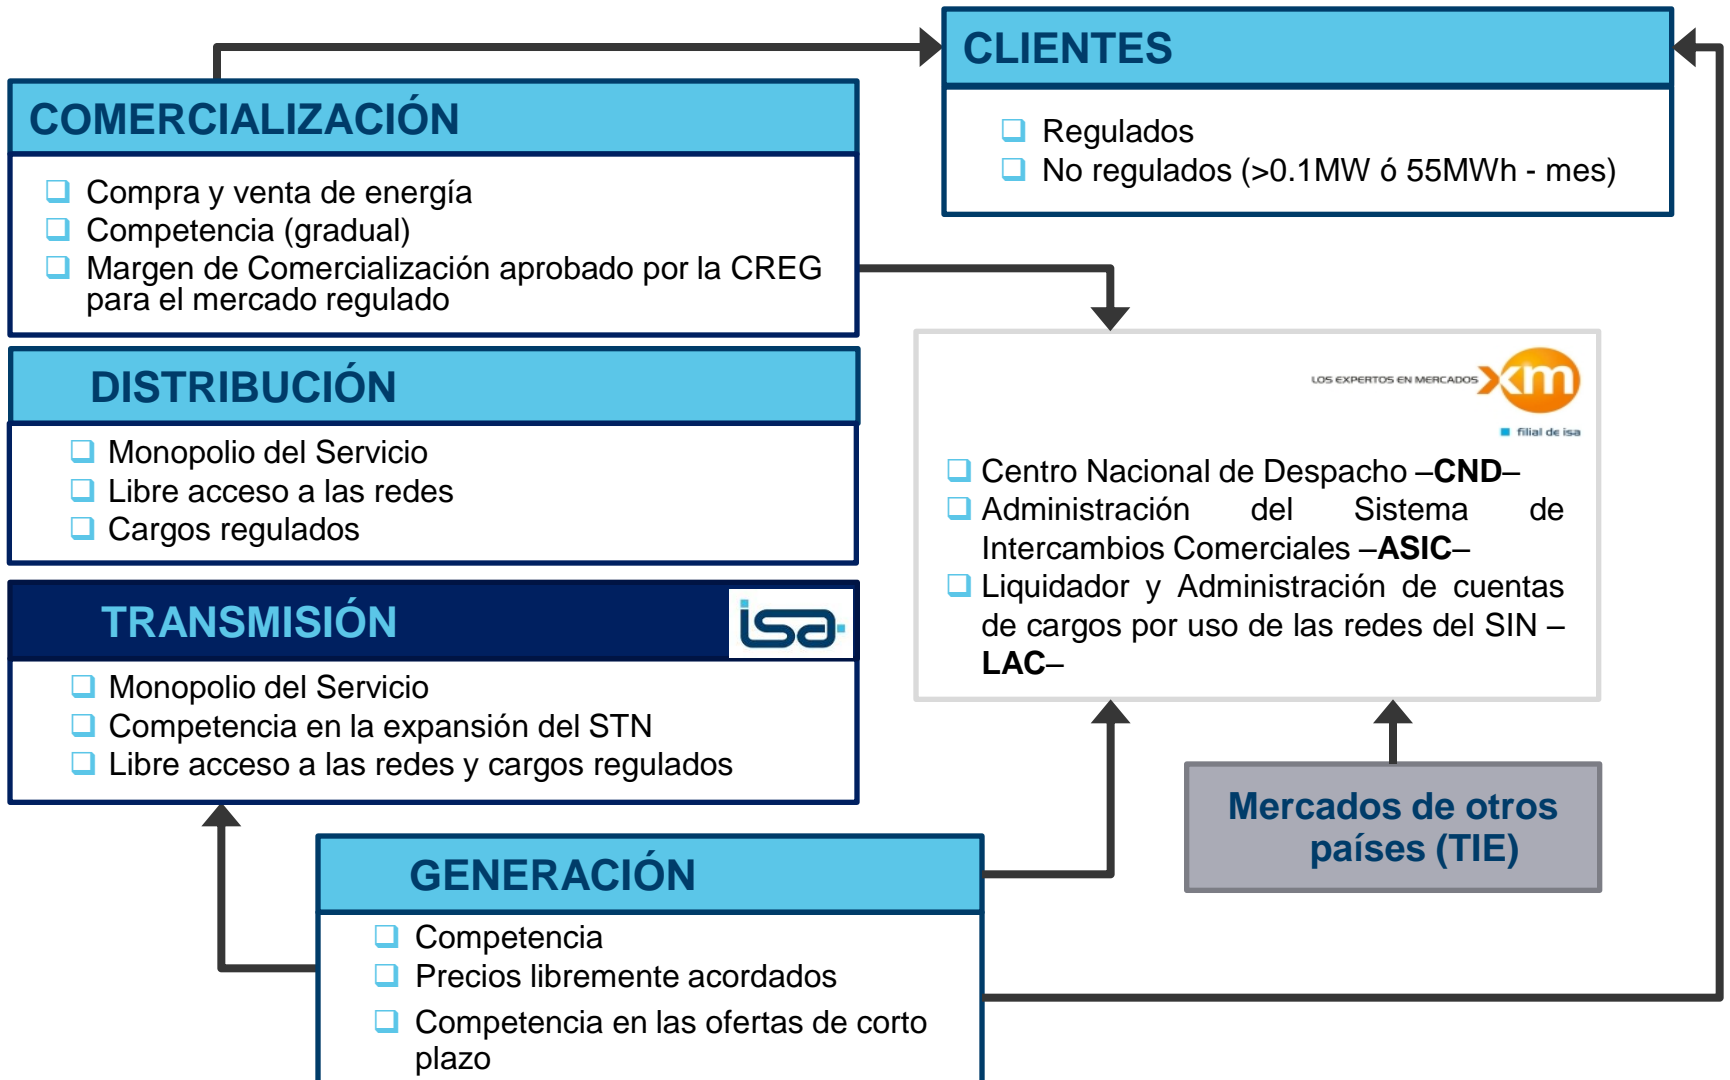 CLIENTES
Regulados
No regulados (>0.1MW ó 55MWh - mes)
COMERCIALIZACIÓN
Compra y venta de energía
Competencia (gradual)
Margen de Comercialización aprobado por la CREG
para el mercado regulado
DISTRIBUCIÓN
Monopolio del Servicio
Libre acceso a las redes
Cargos regulados
TRANSMISIÓN
isa
Monopolio del Servicio
Competencia en la expansión del STN
Libre acceso a las redes y cargos regulados
LOS EXPERTOS EN MERCADOS xm
filial de isa
Centro Nacional de Despacho –CND–
Administración del Sistema de
Intercambios Comerciales –ASIC–
Liquidador y Administración de cuentas
de cargos por uso de las redes del SIN –
LAC–
Mercados de otros
países (TIE)
GENERACIÓN
Competencia
Precios libremente acordados
Competencia en las ofertas de corto
plazo